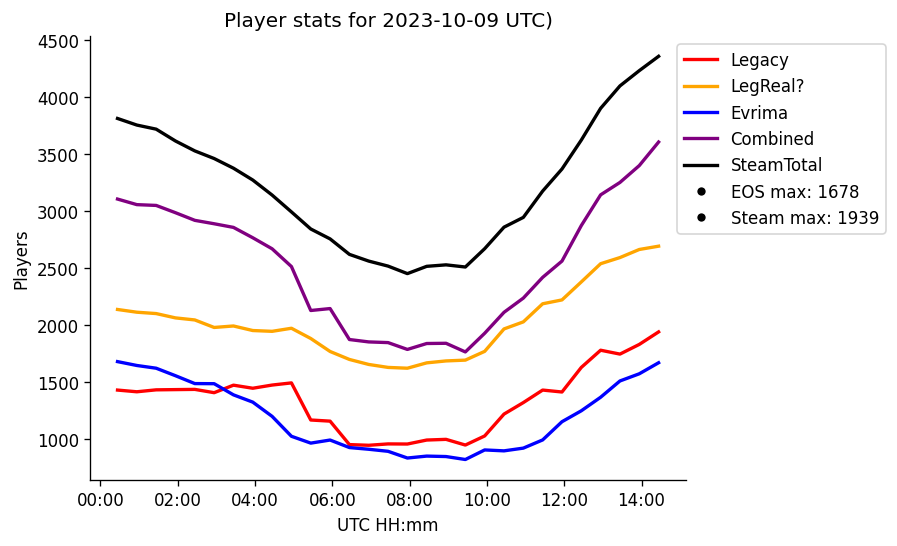 Player stats for 2023-10-09 UTC)
4500
4000
3500
3000
2500
2000
1500
1000
Players
00:00 02:00 04:00 06:00 08:00 10:00 12:00 14:00
UTC HH:mm
Legacy
LegReal?
Evrima
Combined
SteamTotal
EOS max: 1678
Steam max: 1939